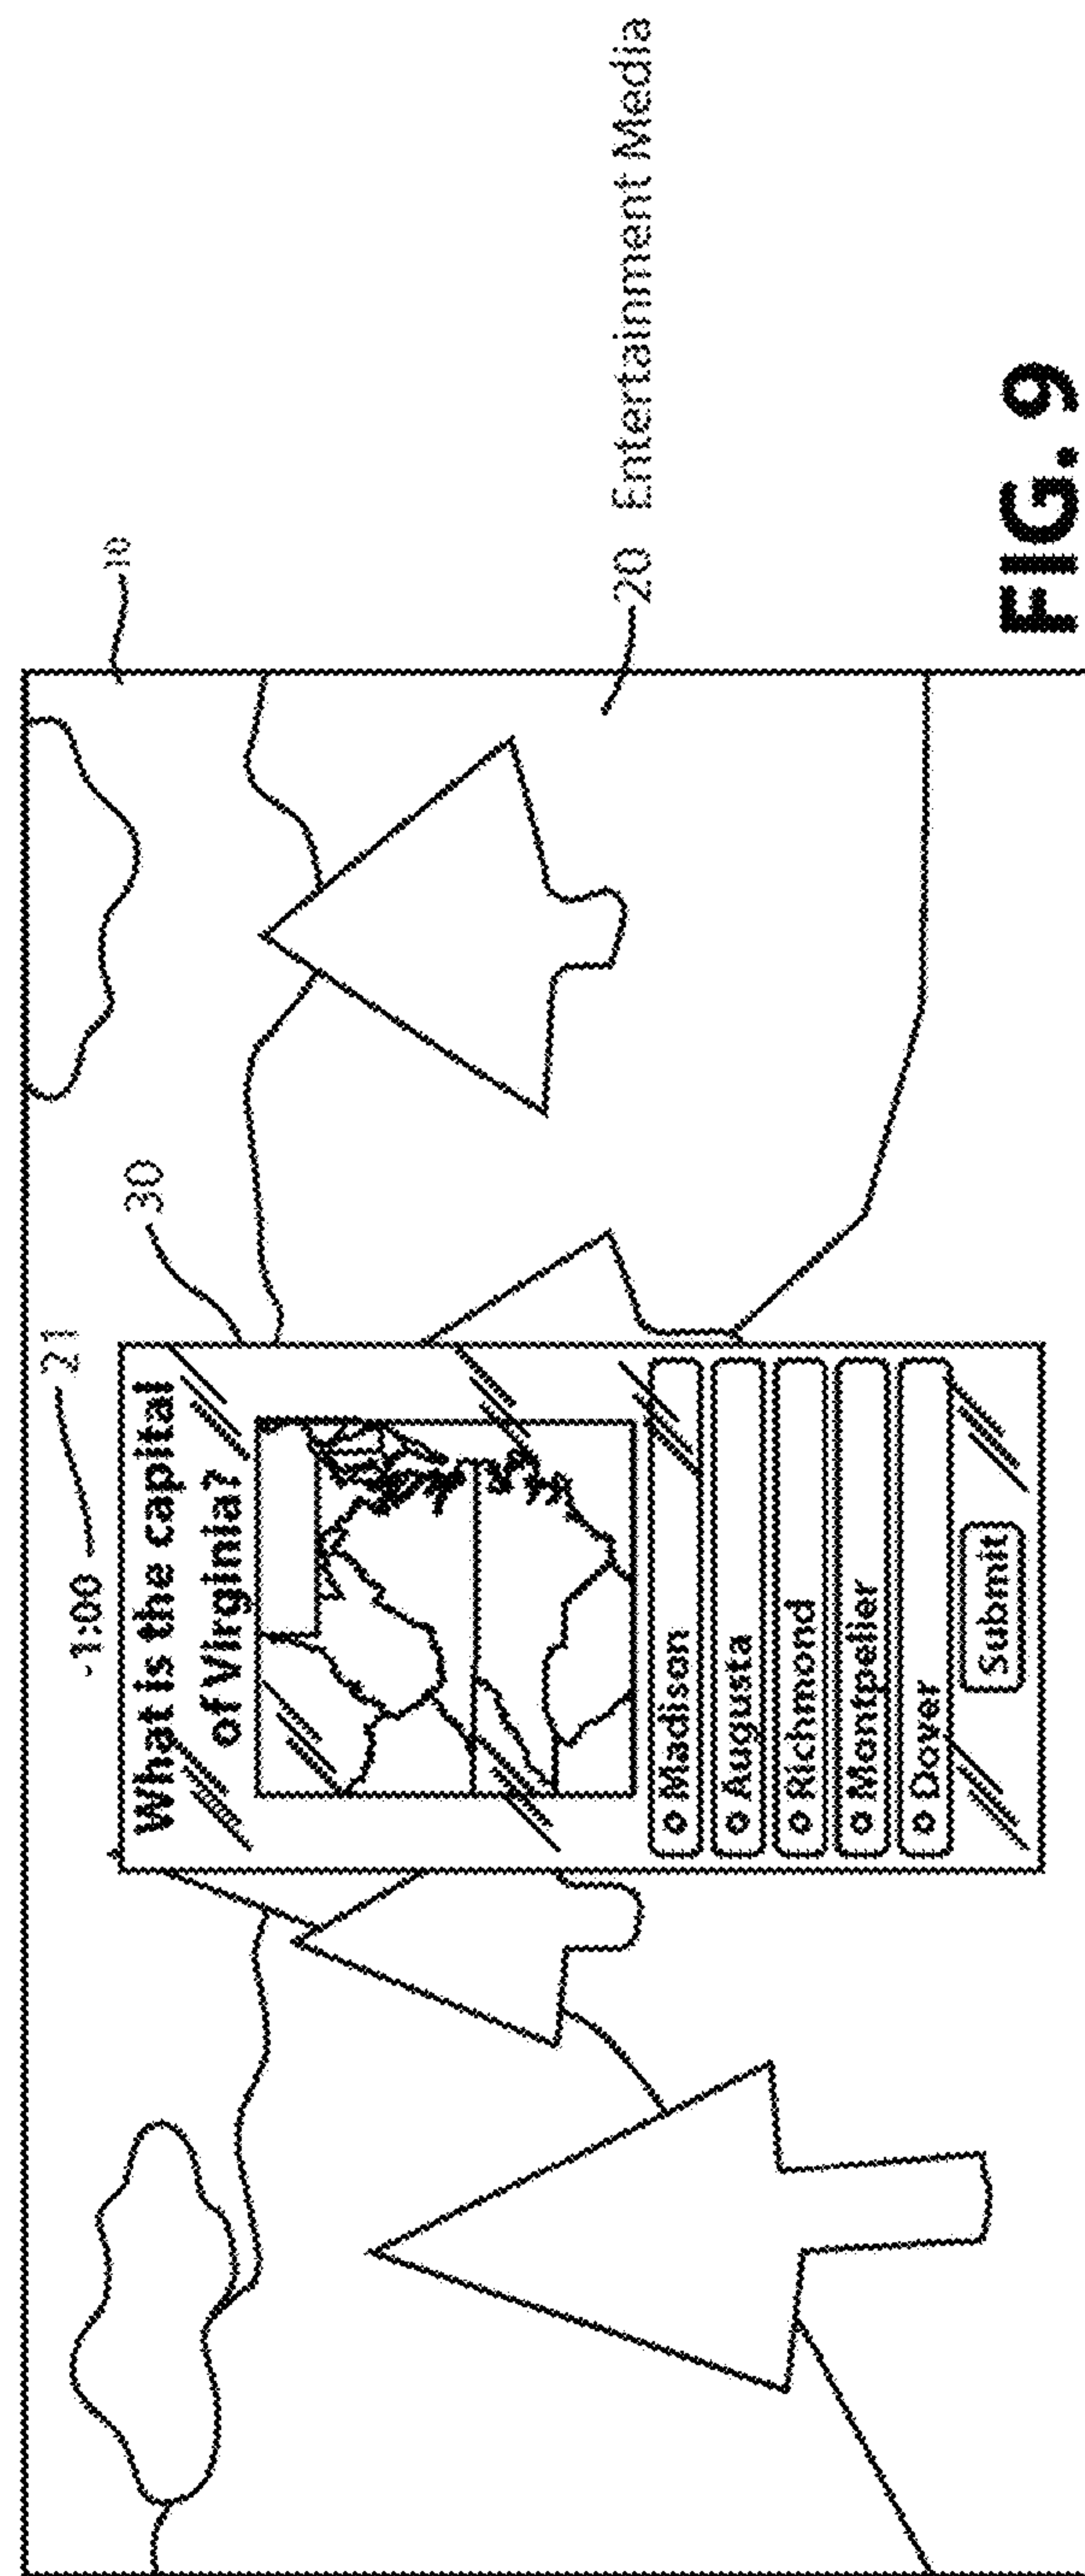 10
21
-1:00
30
What is the capital
of Virginia?
Madison
Augusta
Richmond
Montpelier
Dover
Submit
20 Entertainment Media
FIG. 9